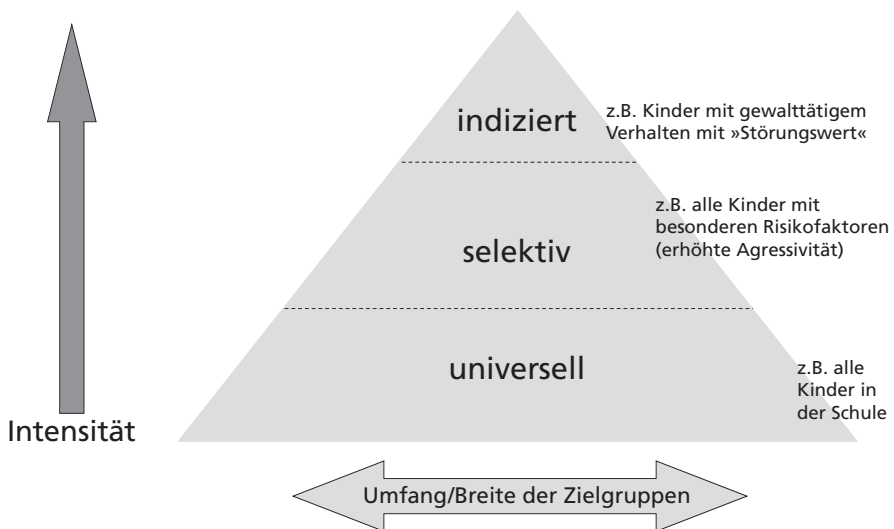 indiziert
z.B. Kinder mit gewalttätigem
Verhalten mit »Störungswert«
selektiv
z.B. alle Kinder mit
besonderen Risikofaktoren
(erhöhte Agressivität)
universell
z.B. alle
Kinder in
der Schule
Intensität
Umfang/Breite der Zielgruppen